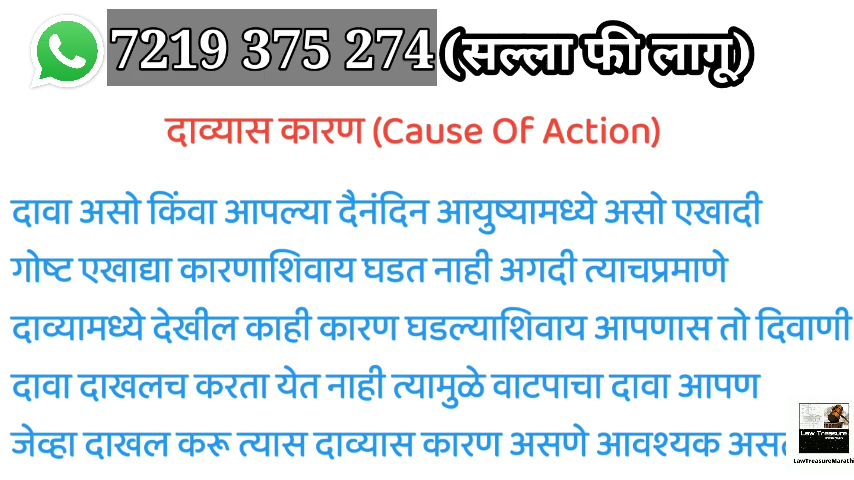 7219 375 274 (सल्ला फी लागू)
दाव्यास कारण (Cause Of Action)
दावा असो किंवा आपल्या दैनंदिन आयुष्यामध्ये असो एखादी
गोष्ट एखाद्या कारणाशिवाय घडत नाही अगदी त्याचप्रमाणे
दाव्यामध्ये देखील काही कारण घडल्याशिवाय आपणास तो दिवाणी
दावा दाखलच करता येत नाही त्यामुळे वाटपाचा दावा आपण
जेव्हा दाखल करू त्यास दाव्यास कारण असणे आवश्यक
Law Treasure
LawTreasureMarathi